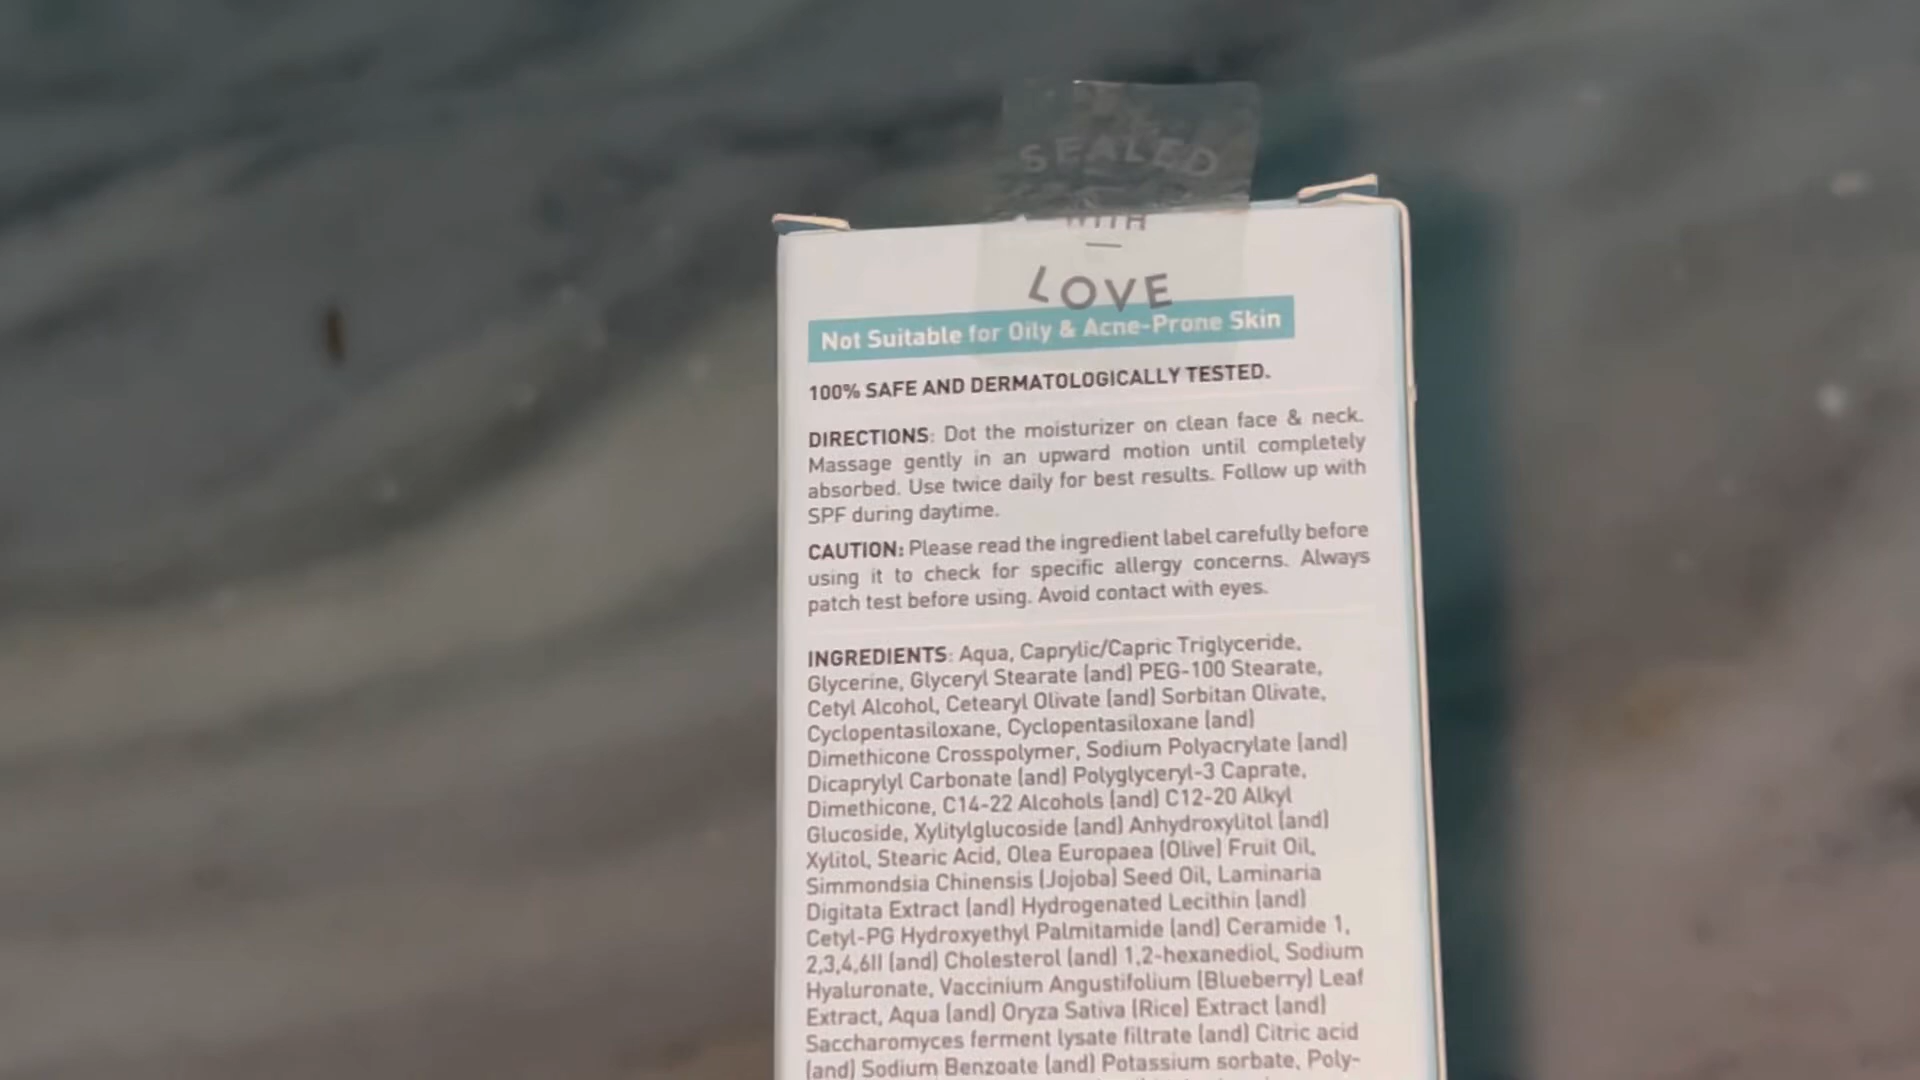 SEALED
WITH
LOVE
Not Suitable for Oily & Acne-Prone Skin
100% SAFE AND DERMATOLOGICALLY TESTED.
DIRECTIONS: Dot the moisturizer on clean face & neck.
Massage gently in an upward motion until completely
absorbed. Use twice daily for best results. Follow up with
SPF during daytime.
CAUTION: Please read the ingredient label carefully before
using it to check for specific allergy concerns. Always
patch test before using. Avoid contact with eyes.
INGREDIENTS: Aqua, Caprylic/Capric Triglyceride,
Glycerine, Glyceryl Stearate (and) PEG-100 Stearate,
Cetyl Alcohol, Cetearyl Olivate (and) Sorbitan Olivate,
Cyclopentasiloxane, Cyclopentasiloxane (and)
Dimethicone Crosspolymer, Sodium Polyacrylate (and)
Dicaprylyl Carbonate (and) Polyglyceryl-3 Caprate,
Dimethicone, C14-22 Alcohols (and) C12-20 Alkyl
Glucoside, Xylitylglucoside (and) Anhydroxylitol (and)
Xylitol, Stearic Acid, Olea Europaea (Olive) Fruit Oil,
Simmondsia Chinensis (Jojoba) Seed Oil, Laminaria
Digitata Extract (and) Hydrogenated Lecithin (and)
Cetyl-PG Hydroxyethyl Palmitamide (and) Ceramide 1,
2,3,4,6II (and) Cholesterol (and) 1,2-hexanediol, Sodium
Hyaluronate, Vaccinium Angustifolium (Blueberry) Leaf
Extract, Aqua (and) Oryza Sativa (Rice) Extract (and)
Saccharomyces ferment lysate filtrate (and) Citric acid
(and) Sodium Benzoate (and) Potassium sorbate, Poly-